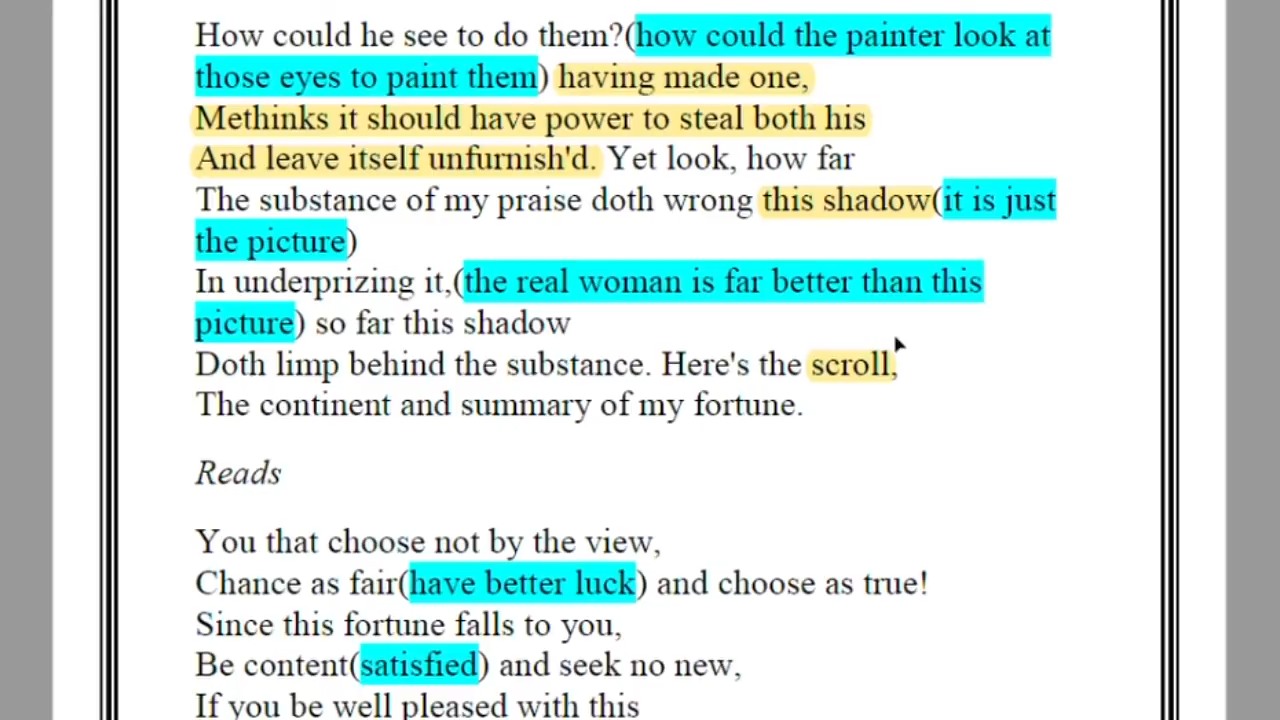 How could he see to do them?(how could the painter look at
those eyes to paint them) having made one,
Methinks it should have power to steal both his
And leave itself unfurnish'd. Yet look, how far
The substance of my praise doth wrong this shadow(it is just
the picture)
In underprizing it,(the real woman is far better than this
picture) so far this shadow
Doth limp behind the substance. Here's the scroll,
The continent and summary of my fortune.
Reads
You that choose not by the view,
Chance as fair(have better luck) and choose as true!
Since this fortune falls to you,
Be content(satisfied) and seek no new,
If you be well pleased with this